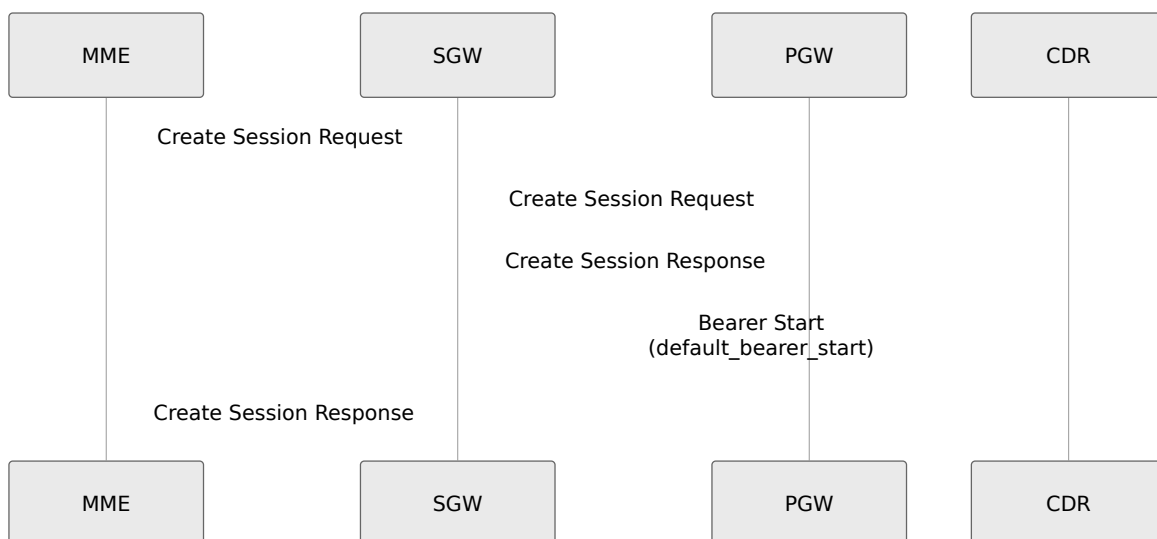 MME
SGW
PGW
CDR
Create Session Request
Create Session Request
Create Session Response
Bearer Start
(default_bearer_start)
Create Session Response
MME
SGW
PGW
CDR